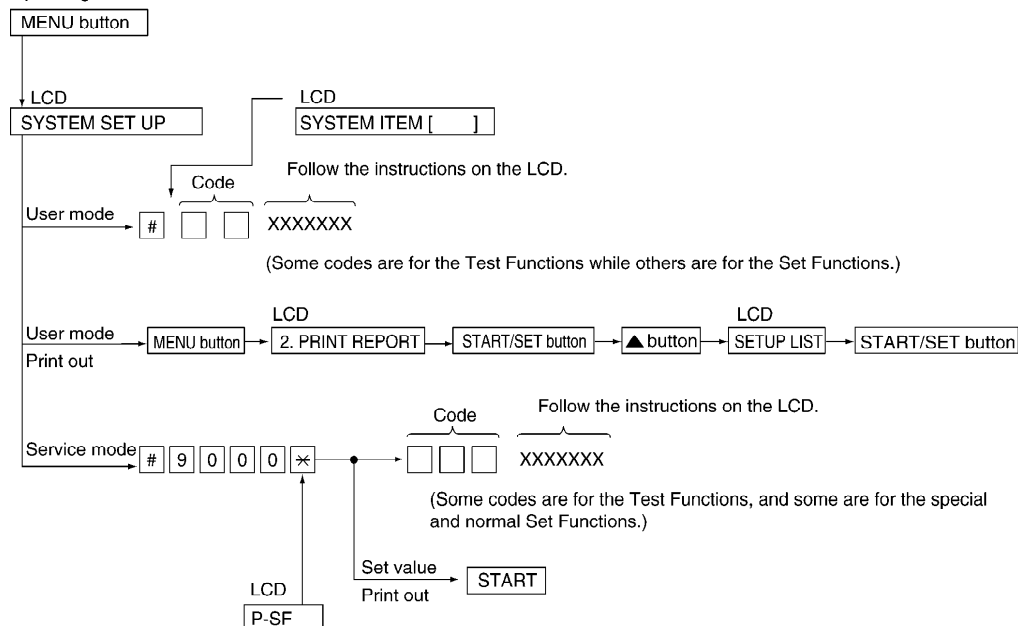 MENU button
LCD
SYSTEM SET UP
LCD
SYSTEM ITEM [ ]
Code
Follow the instructions on the LCD.
User mode
#
XXXXXXX
(Some codes are for the Test Functions while others are for the Set Functions.)
User mode
Print out
MENU button
LCD
2. PRINT REPORT
START/SET button
▲ button
LCD
SETUP LIST
START/SET button
Service mode
# 9 0 0 0 *
Code
Follow the instructions on the LCD.
XXXXXXX
(Some codes are for the Test Functions, and some are for the special
and normal Set Functions.)
Set value
Print out
START
LCD
P-SF